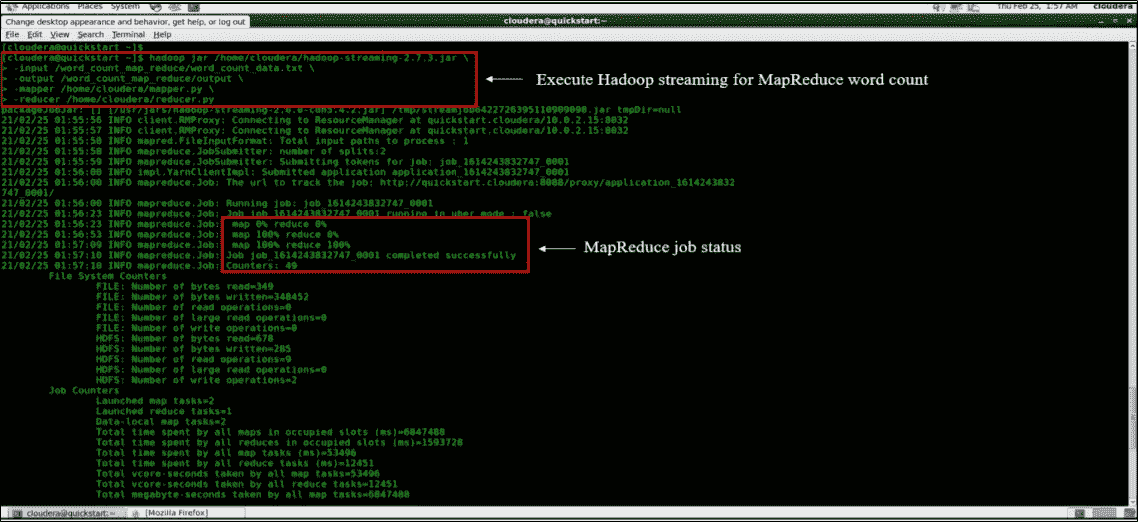 Applications Places System
Thu Feb 25, 1:57 AM cloudera
Change desktop appearance and behavior, get help, or log out
cloudera@quickstart:~
File Edit View Search Terminal Help
[cloudera@quickstart ~]$
[cloudera@quickstart ~]$ hadoop jar /home/cloudera/hadoop-streaming-2.7.3.jar \
> -input /word_count_map_reduce/word_count_data.txt \
> -output /word_count_map_reduce/output \
> -mapper /home/cloudera/mapper.py \
> -reducer /home/cloudera/reducer.py
Execute Hadoop streaming for MapReduce word count
packageJobJar: [] [/usr/jars/hadoop-streaming-2.6.0-cdh5.4.2.jar] tmpDir=null
21/02/25 01:55:56 INFO client.RMProxy: Connecting to ResourceManager at quickstart.cloudera/10.0.2.15:8032
21/02/25 01:55:57 INFO client.RMProxy: Connecting to ResourceManager at quickstart.cloudera/10.0.2.15:8032
21/02/25 01:55:58 INFO mapred.FileInputFormat: Total input paths to process : 1
21/02/25 01:55:58 INFO mapreduce.JobSubmitter: number of splits:2
21/02/25 01:55:59 INFO mapreduce.JobSubmitter: Submitting tokens for job: job_1614243832747_0001
21/02/25 01:56:00 INFO impl.YarnClientImpl: Submitted application application_1614243832747_0001
21/02/25 01:56:00 INFO mapreduce.Job: The url to track the job: http://quickstart.cloudera:8088/proxy/application_1614243832
747_0001/
21/02/25 01:56:00 INFO mapreduce.Job: Running job: job_1614243832747_0001
21/02/25 01:56:23 INFO mapreduce.Job: Job job_1614243832747_0001 running in uber mode : false
21/02/25 01:56:23 INFO mapreduce.Job: map 0% reduce 0%
21/02/25 01:56:53 INFO mapreduce.Job: map 100% reduce 0%
21/02/25 01:57:09 INFO mapreduce.Job: map 100% reduce 100%
21/02/25 01:57:10 INFO mapreduce.Job: Job job_1614243832747_0001 completed successfully
21/02/25 01:57:10 INFO mapreduce.Job: Counters: 49
MapReduce job status
File System Counters
FILE: Number of bytes read=349
FILE: Number of bytes written=348452
FILE: Number of read operations=0
FILE: Number of large read operations=0
FILE: Number of write operations=0
HDFS: Number of bytes read=678
HDFS: Number of bytes written=205
HDFS: Number of read operations=9
HDFS: Number of large read operations=0
HDFS: Number of write operations=2
Job Counters
Launched map tasks=2
Launched reduce tasks=1
Data-local map tasks=2
Total time spent by all maps in occupied slots (ms)=6847488
Total time spent by all reduces in occupied slots (ms)=1593728
Total time spent by all map tasks (ms)=53496
Total time spent by all reduce tasks (ms)=12451
Total vcore-seconds taken by all map tasks=53496
Total vcore-seconds taken by all reduce tasks=12451
Total megabyte-seconds taken by all map tasks=6847488
cloudera@quickstart:~
[Mozilla Firefox]